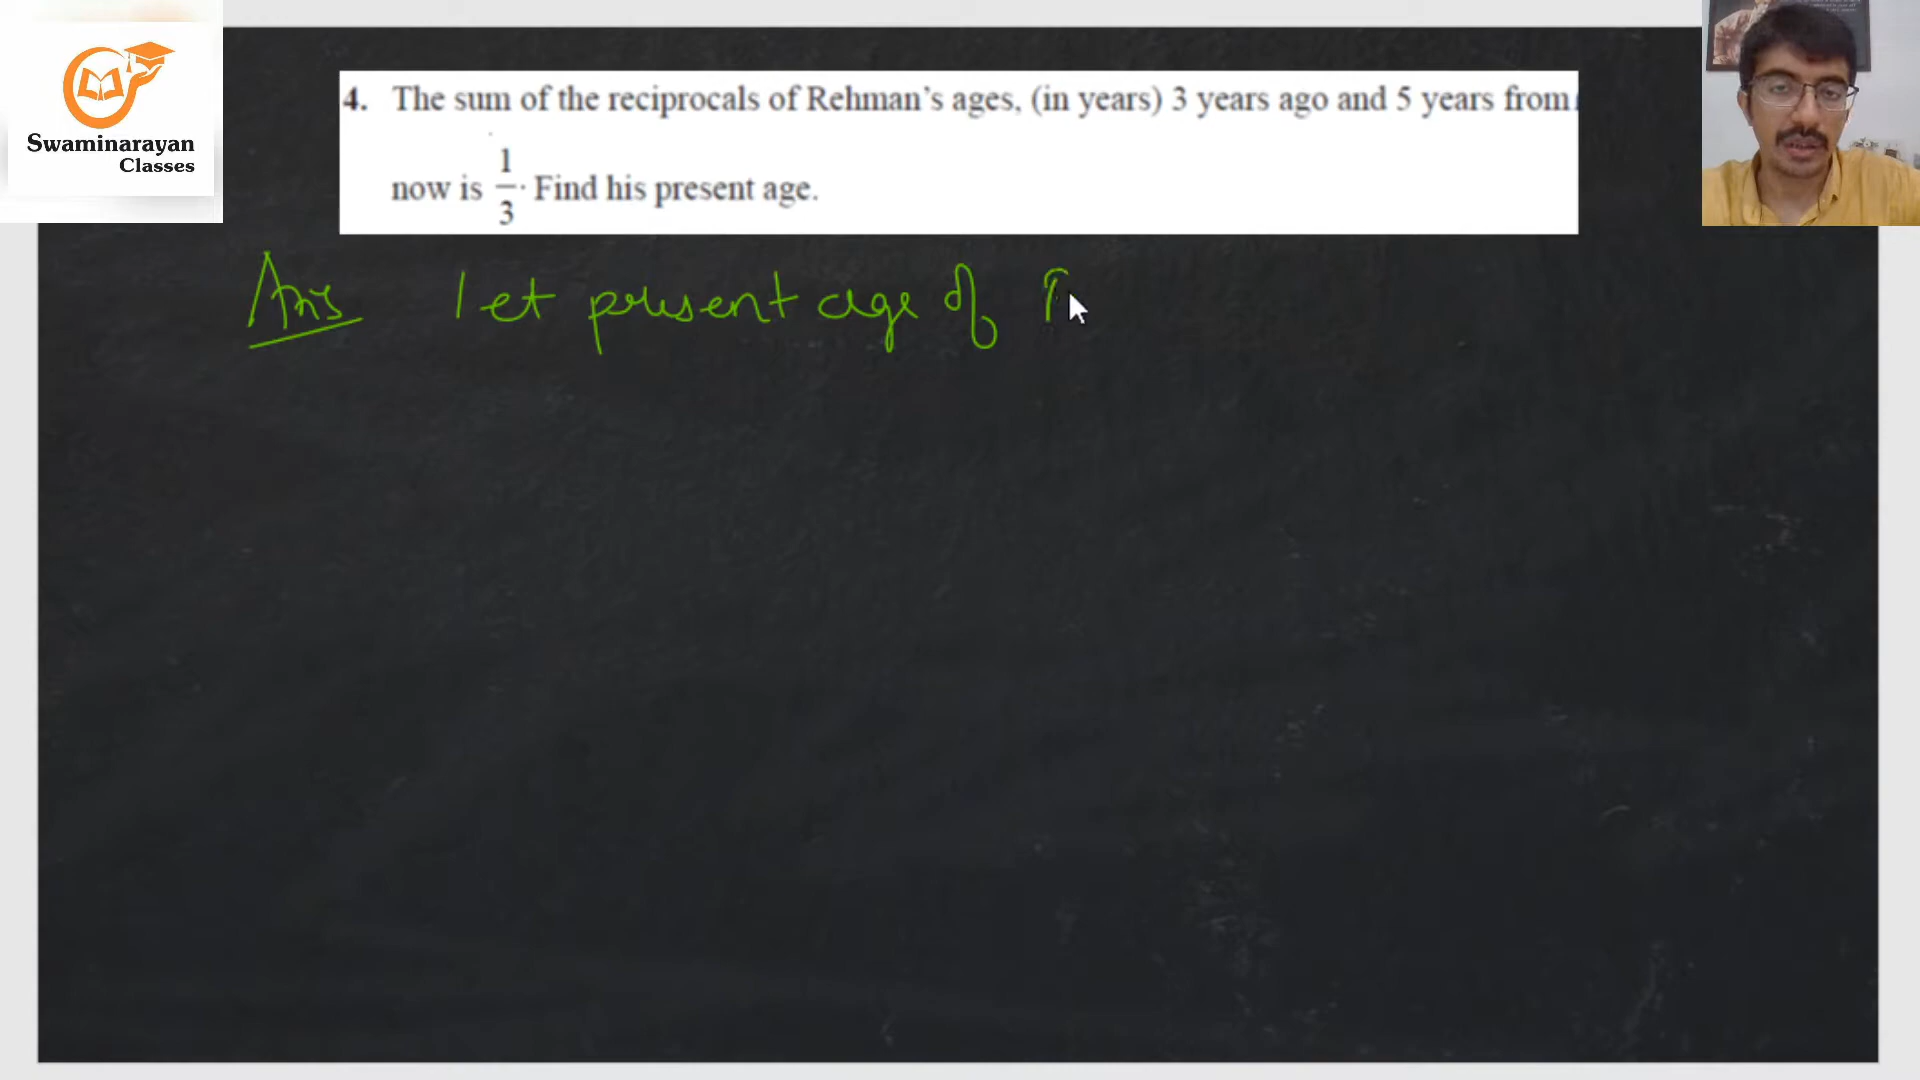 Swaminarayan
Classes
4. The sum of the reciprocals of Rehman's ages, (in years) 3 years ago and 5 years from
now is 1/3. Find his present age.
Ans let present age of R